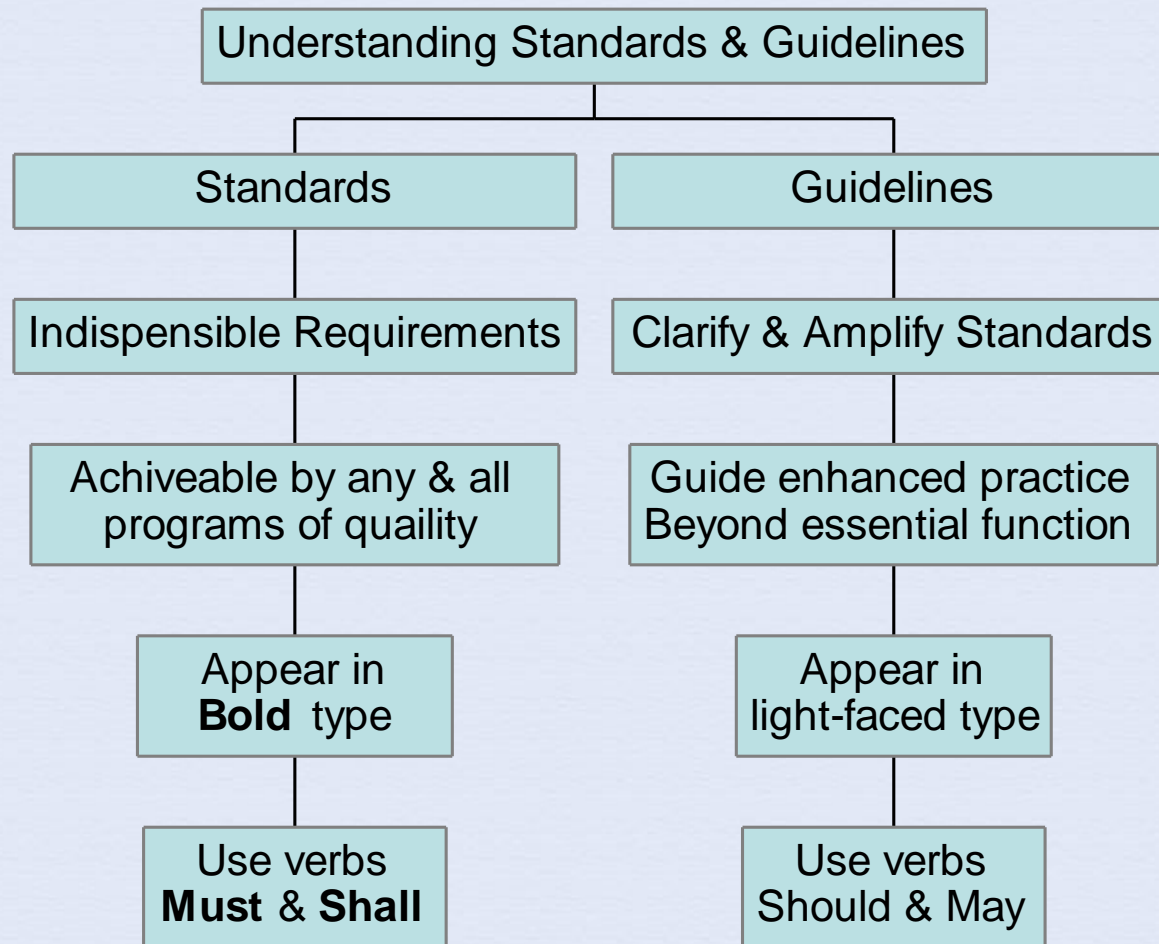 Understanding Standards & Guidelines
Standards
Indispensible Requirements
Achiveable by any & all
programs of quaility
Appear in
Bold type
Use verbs
Must & Shall
Guidelines
Clarify & Amplify Standards
Guide enhanced practice
Beyond essential function
Appear in
light-faced type
Use verbs
Should & May